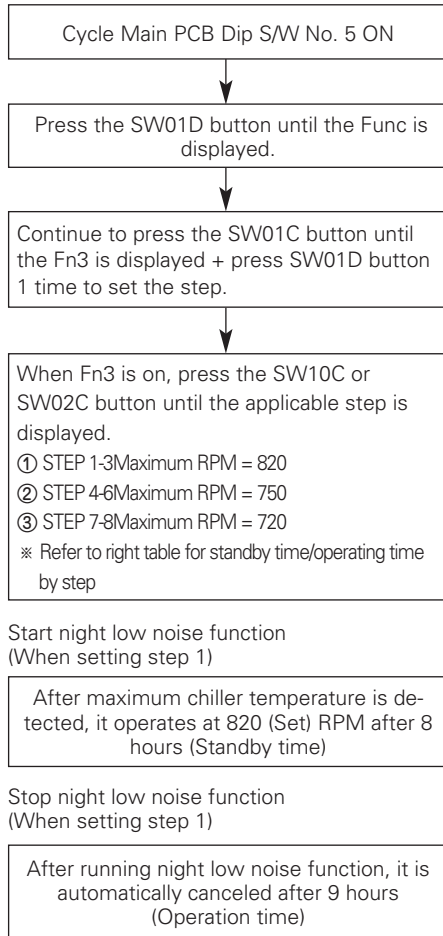 Cycle Main PCB Dip S/W No. 5 ON
Press the SW01D button until the Func is
displayed.
Continue to press the SW01C button until
the Fn3 is displayed + press SW01D button
1 time to set the step.
When Fn3 is on, press the SW10C or
SW02C button until the applicable step is
displayed.
① STEP 1-3Maximum RPM = 820
② STEP 4-6Maximum RPM = 750
③ STEP 7-8Maximum RPM = 720
※ Refer to right table for standby time/operating time
by step
Start night low noise function
(When setting step 1)
After maximum chiller temperature is de-
tected, it operates at 820 (Set) RPM after 8
hours (Standby time)
Stop night low noise function
(When setting step 1)
After running night low noise function, it is
automatically canceled after 9 hours
(Operation time)